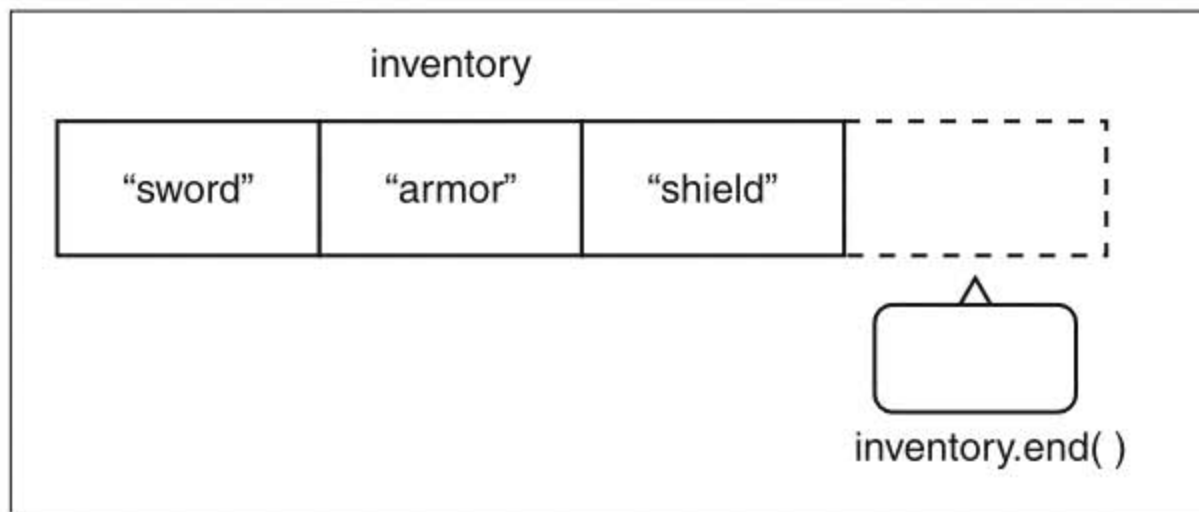 inventory
“sword” “armor” “shield”
inventory.end( )